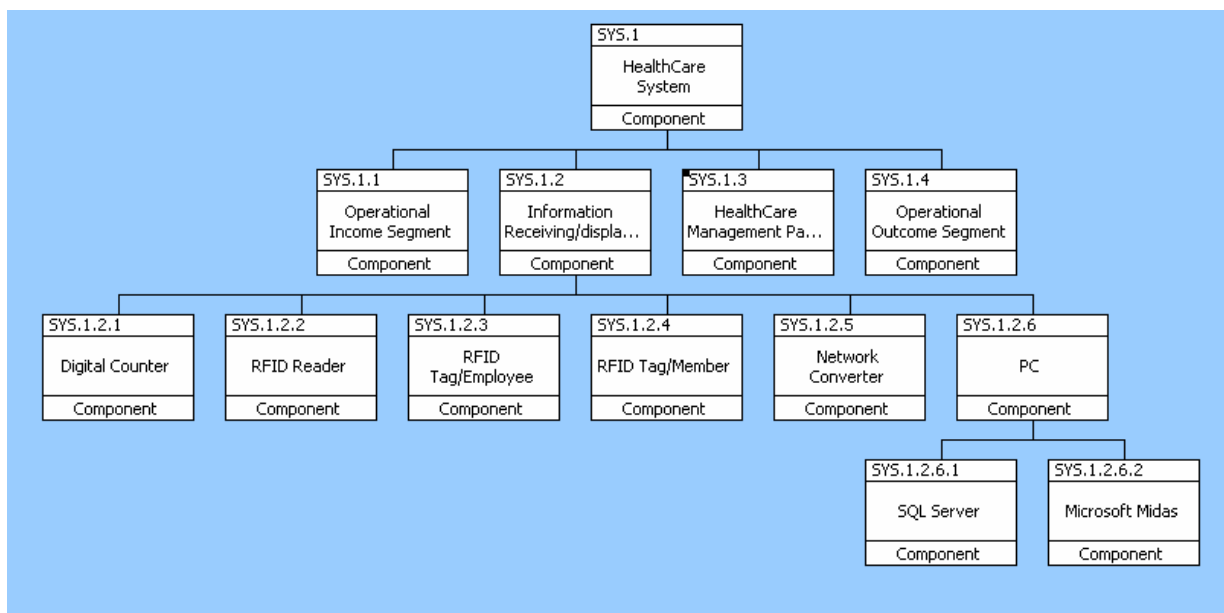 SYS.1
HealthCare
System
Component
SYS.1.1
Operational
Income Segment
Component
SYS.1.2
Information
Receiving/displa...
Component
SYS.1.3
HealthCare
Management Pa...
Component
SYS.1.4
Operational
Outcome Segment
Component
SYS.1.2.1
Digital Counter
Component
SYS.1.2.2
RFID Reader
Component
SYS.1.2.3
RFID
Tag/Employee
Component
SYS.1.2.4
RFID Tag/Member
Component
SYS.1.2.5
Network
Converter
Component
SYS.1.2.6
PC
Component
SYS.1.2.6.1
SQL Server
Component
SYS.1.2.6.2
Microsoft Midas
Component